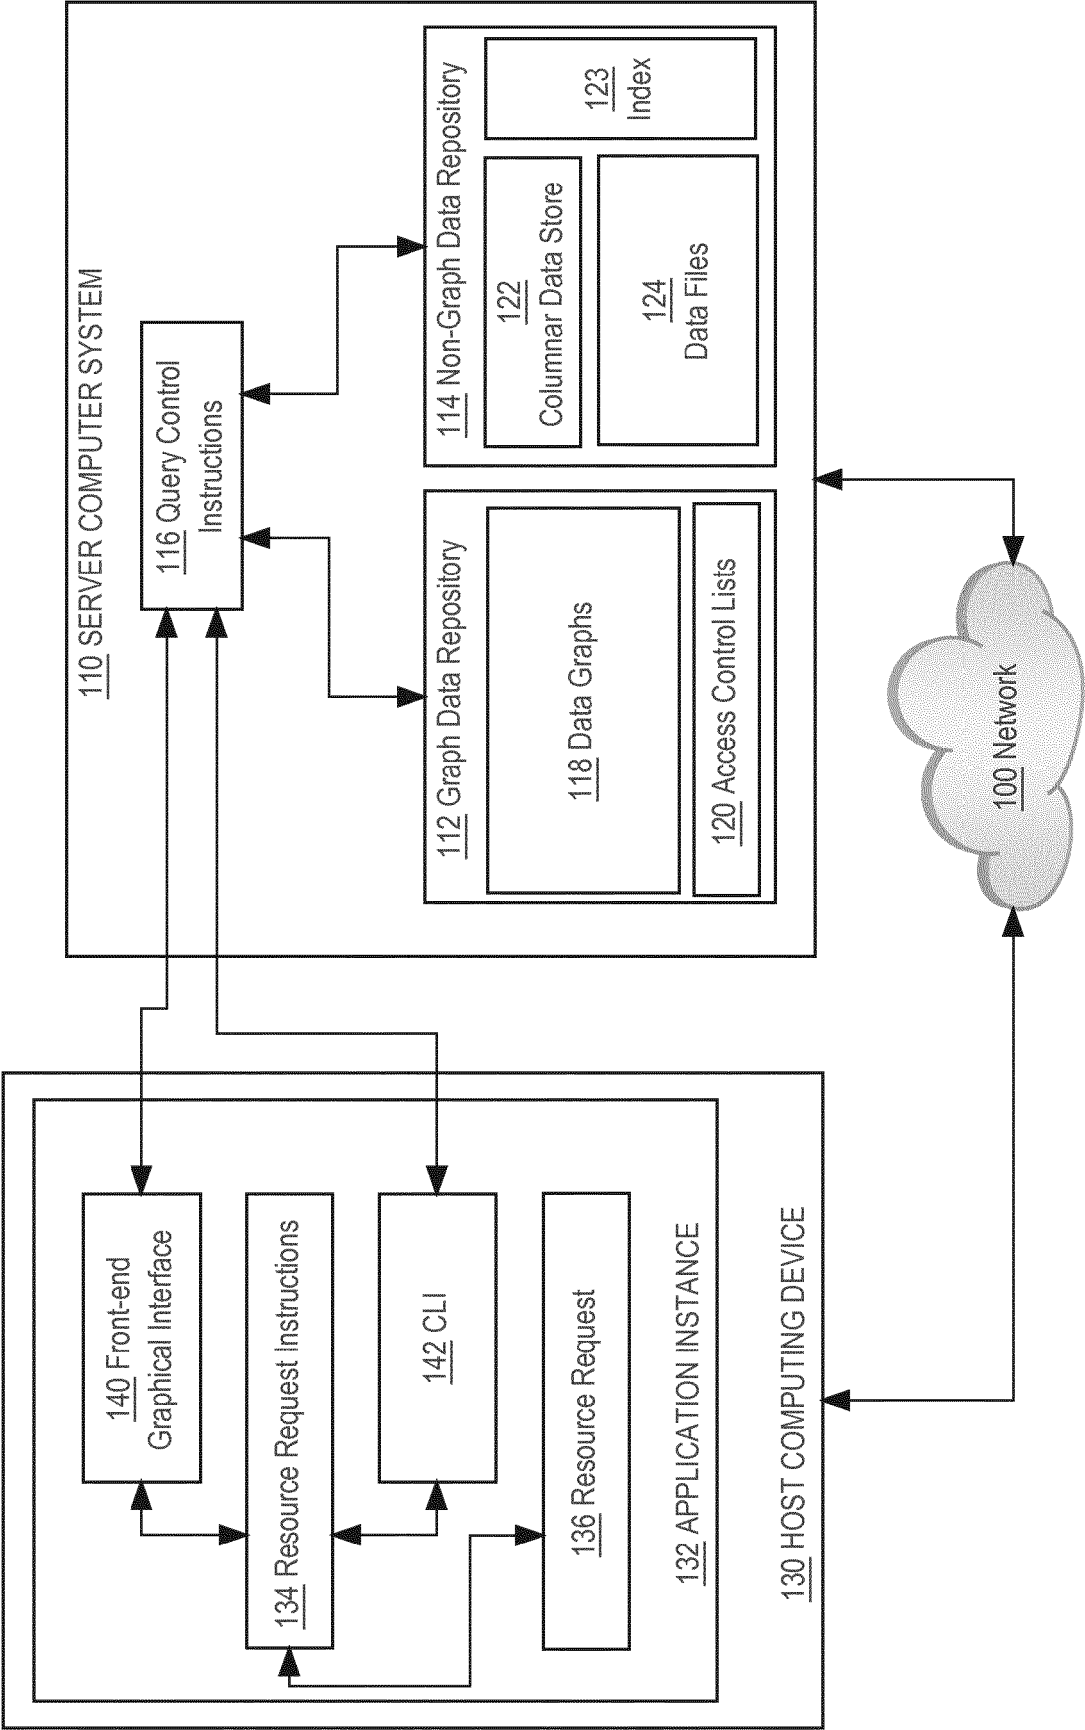 110 SERVER COMPUTER SYSTEM
116 Query Control
Instructions
112 Graph Data Repository
118 Data Graphs
120 Access Control Lists
114 Non-Graph Data Repository
122
Columnar Data Store
123
Index
124
Data Files
100 Network
140 Front-end
Graphical Interface
134 Resource Request Instructions
142 CLI
136 Resource Request
132 APPLICATION INSTANCE
130 HOST COMPUTING DEVICE